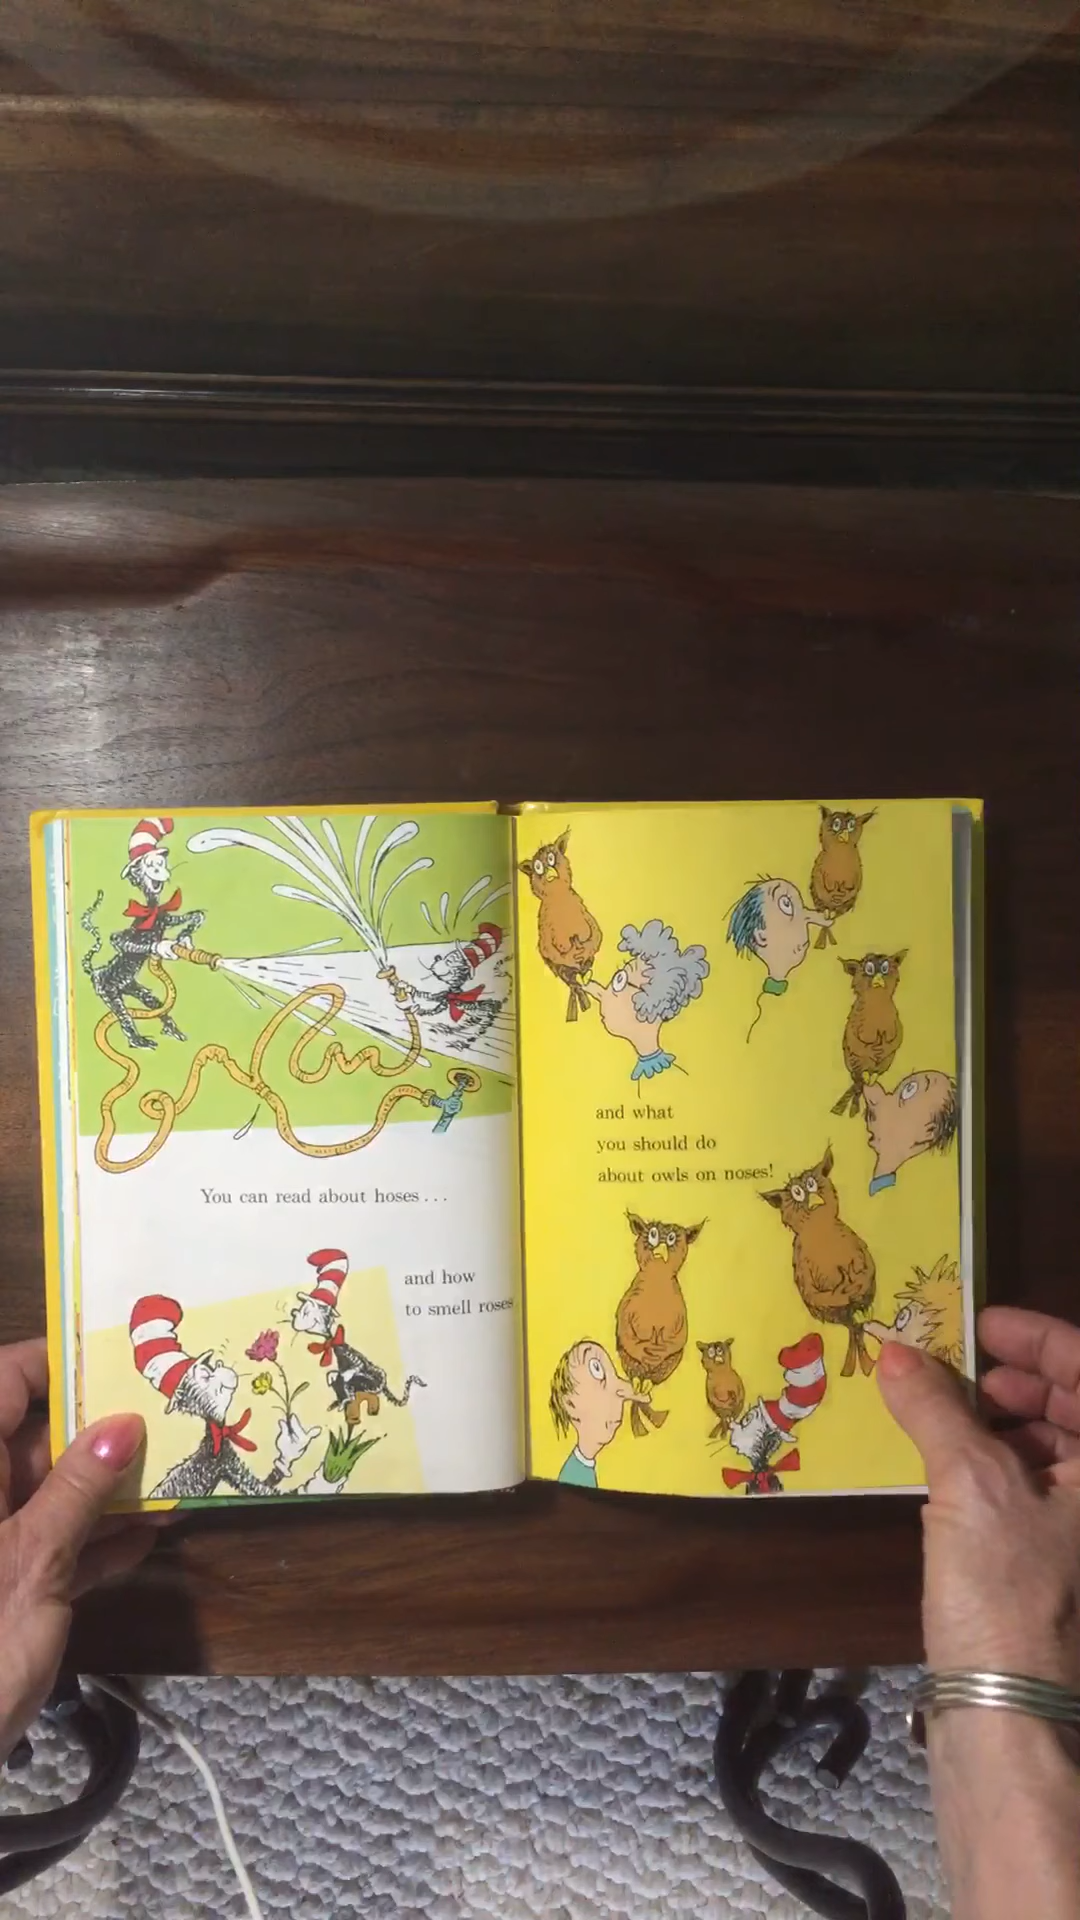 You can read about hoses . . .
and how
to smell roses
and what
you should do
about owls on noses!